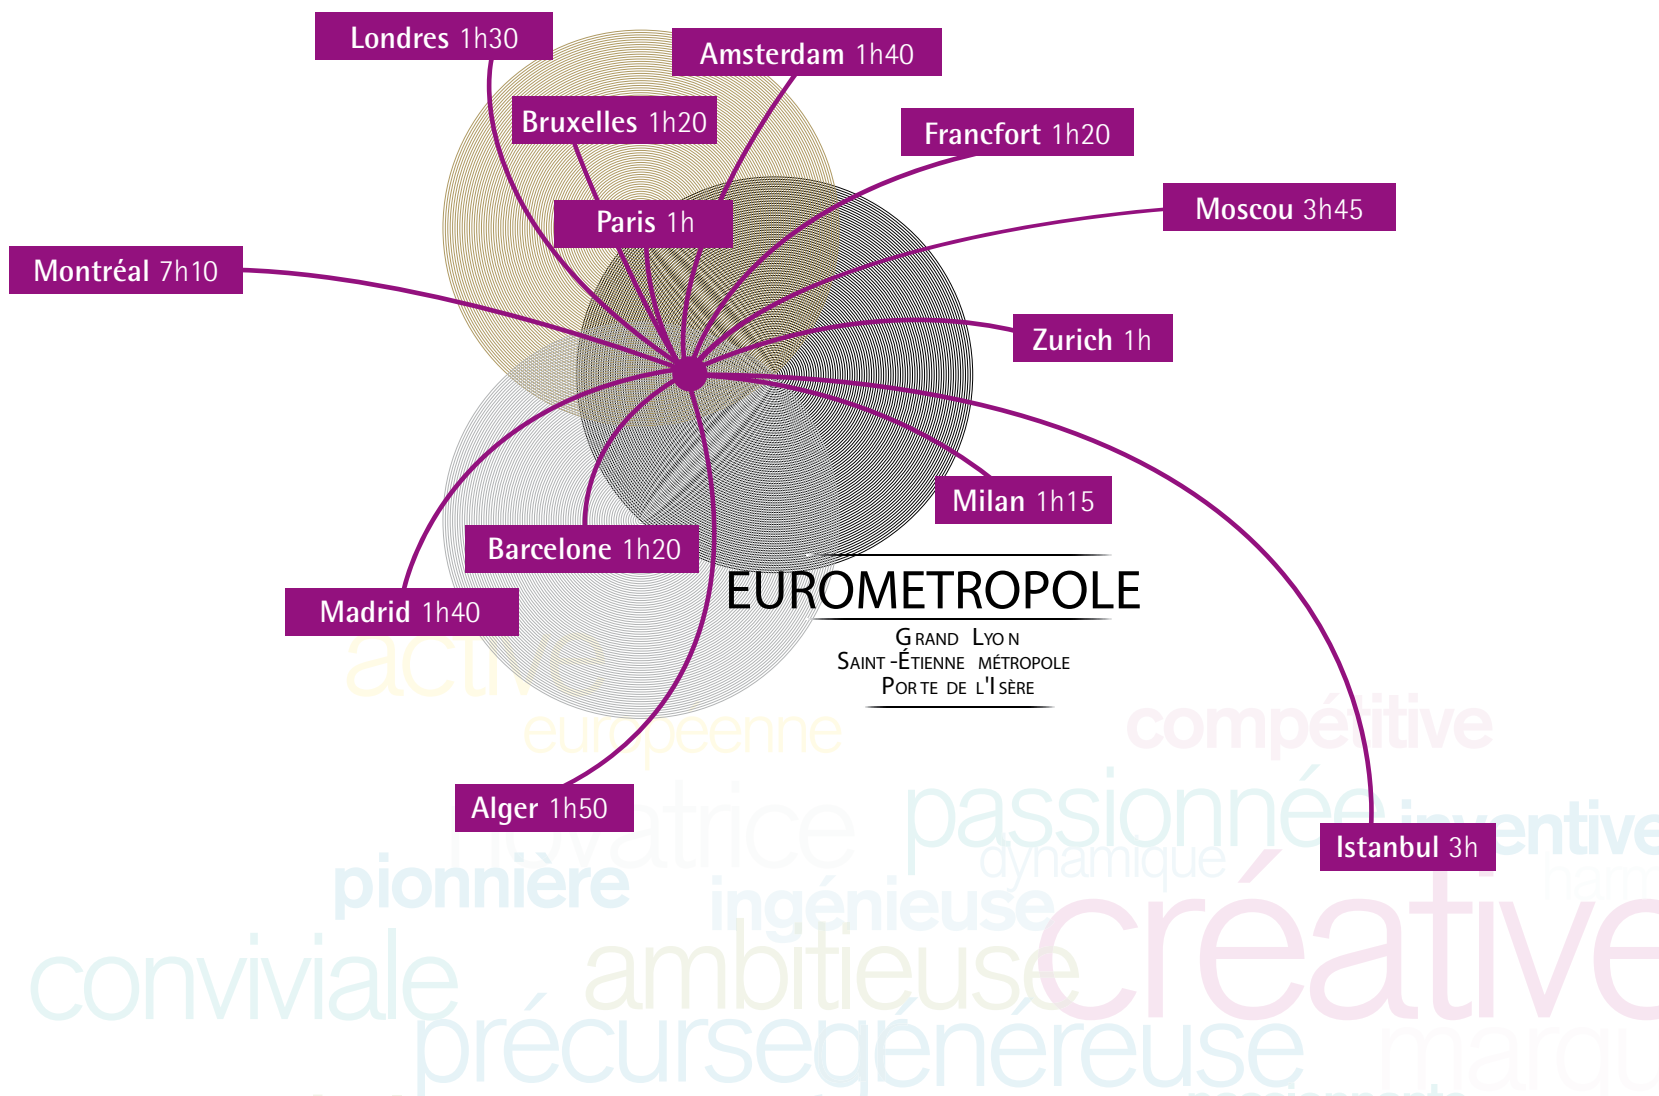 Londres 1h30
Amsterdam 1h40
Bruxelles 1h20
Francfort 1h20
Moscou 3h45
Paris 1h
Montréal 7h10
Zurich 1h
Milan 1h15
Barcelone 1h20
Madrid 1h40
EUROMETROPOLE
GRAND LYON
SAINT-ÉTIENNE MÉTROPOLE
PORTE DE L'ISÈRE
active
européenne
compétitive
Alger 1h50
novatrice
passionnée
inventive
Istanbul 3h
dynamique
pionnière
ingénieuse
créative
conviviale
ambitieuse
précurseur
généreuse